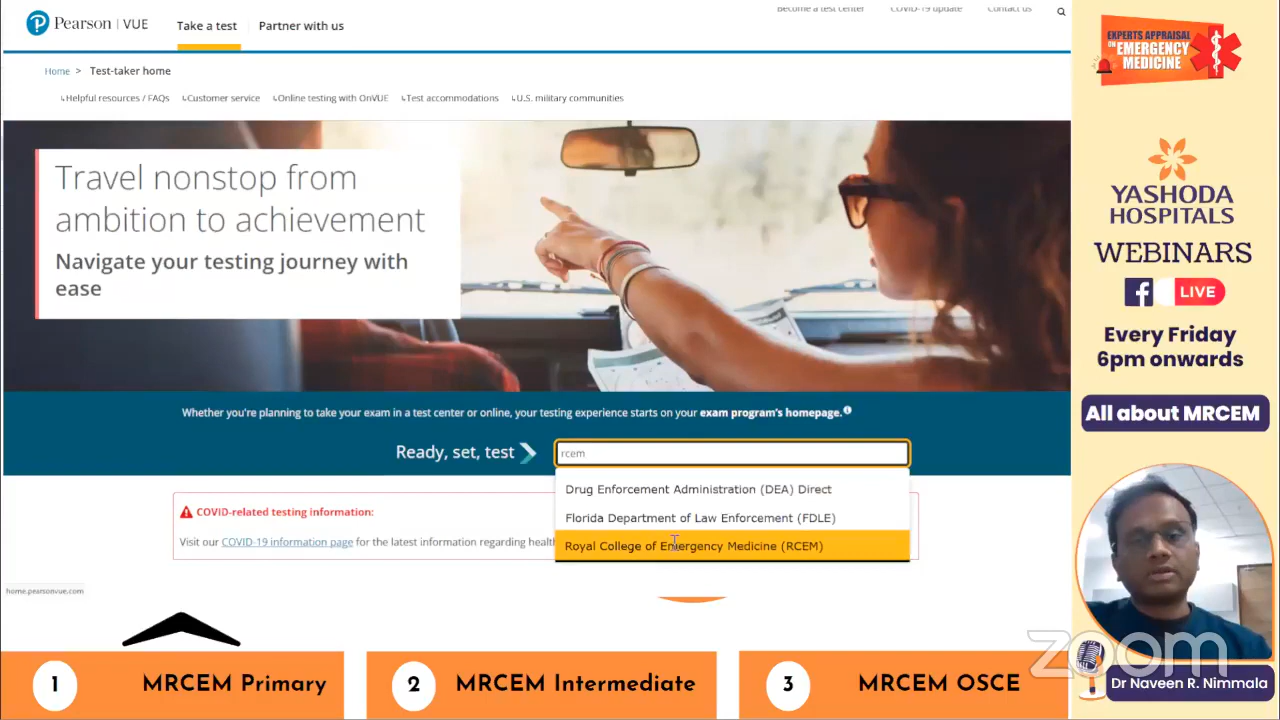 Pearson | VUE
Take a test
Partner with us
Become a test center
COVID-19 update
Contact us
Home > Test-taker home
↳Helpful resources / FAQs ↳Customer service ↳Online testing with OnVUE ↳Test accommodations ↳U.S. military communities
Travel nonstop from
ambition to achievement
Navigate your testing journey with
ease
Whether you're planning to take your exam in a test center or online, your testing experience starts on your exam program's homepage.
Ready, set, test
rcem
Drug Enforcement Administration (DEA) Direct
Florida Department of Law Enforcement (FDLE)
Royal College of Emergency Medicine (RCEM)
COVID-related testing information:
Visit our COVID-19 information page for the latest information regarding healt
home.pearsonvue.com
1 MRCEM Primary
2 MRCEM Intermediate
3 MRCEM OSCE
EXPERTS APPRAISAL
ON EMERGENCY
MEDICINE
YASHODA
HOSPITALS
WEBINARS
f LIVE
Every Friday
6pm onwards
All about MRCEM
zoom
Dr Naveen R. Nimmala